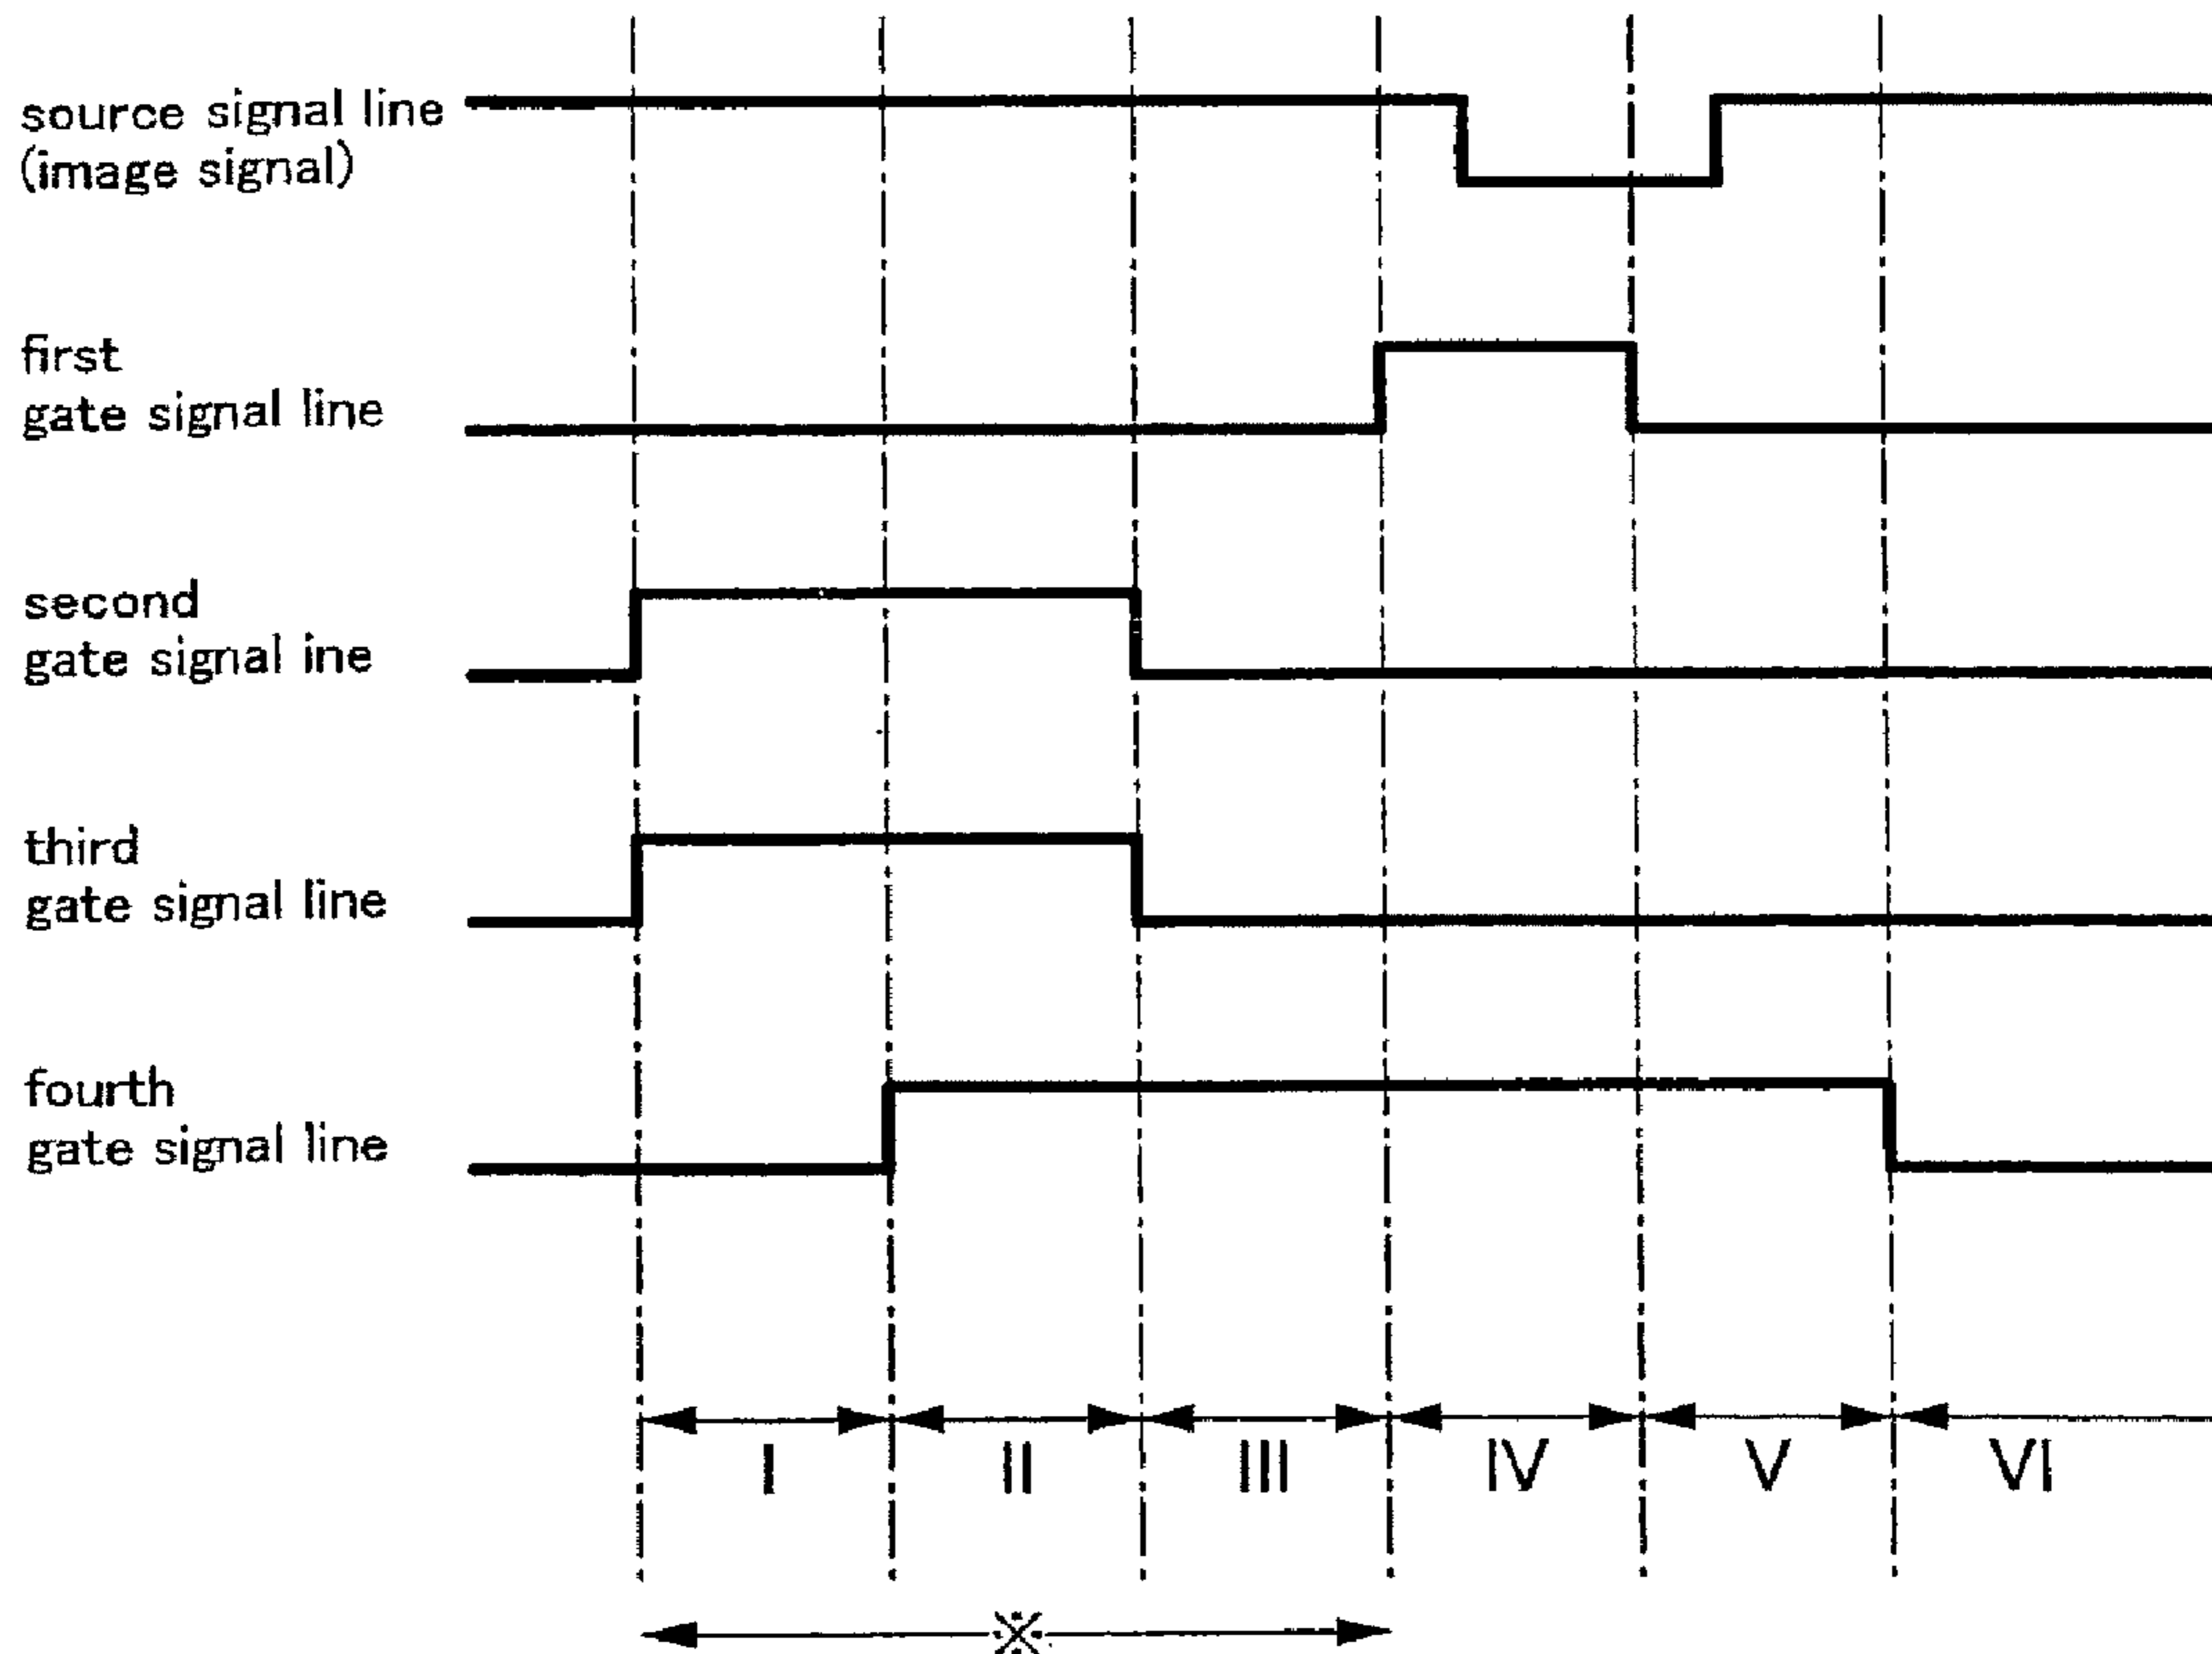 source signal line
(image signal)
first
gate signal line
second
gate signal ine
third
gate signal line
fourth
gate signal line
I
II
III
IV
V
VI
※